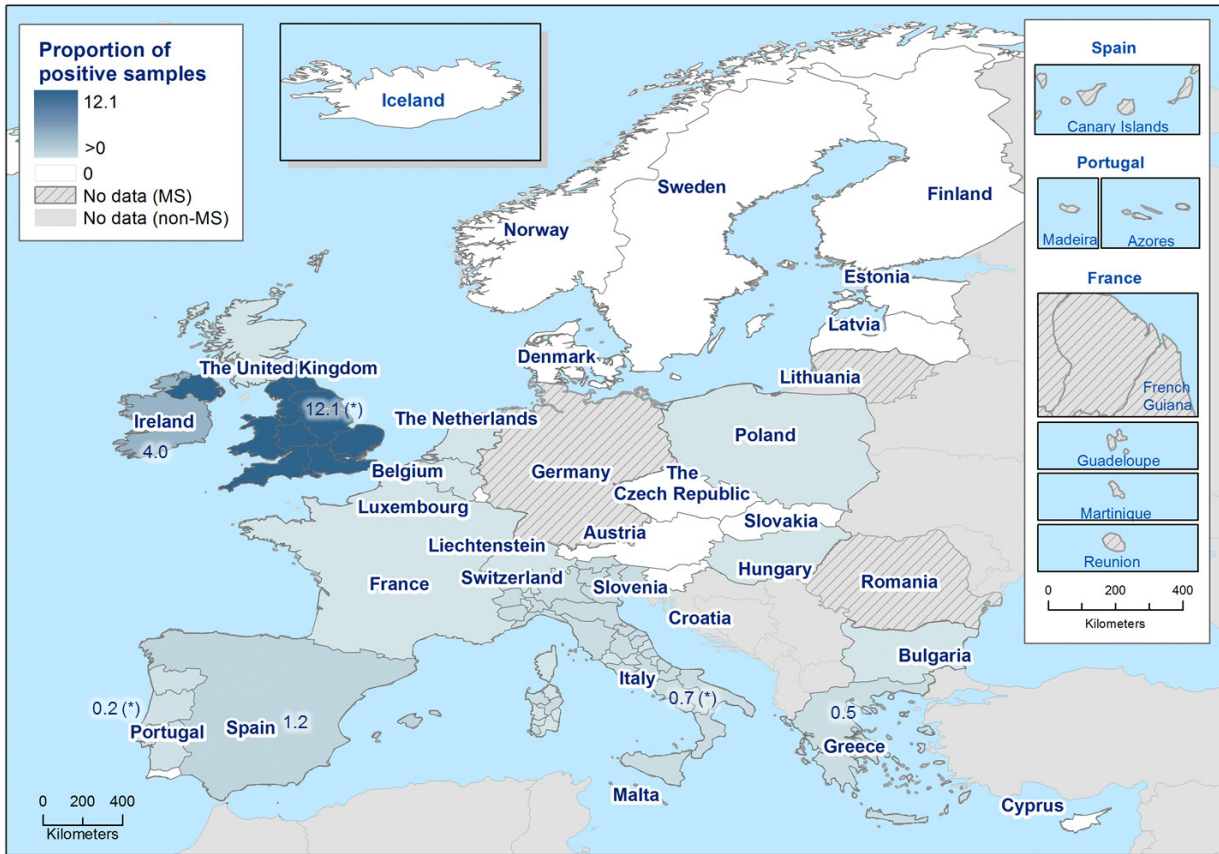 Proportion of
positive samples
12.1
>0
0
No data (MS)
No data (non-MS)
Iceland
Spain
Canary Islands
Portugal
Madeira
Azores
France
French
Guiana
Guadeloupe
Martinique
Reunion
0 200 400
Kilometers
Norway
Sweden
Finland
Estonia
Latvia
Lithuania
Denmark
The United Kingdom
12.1 (*)
Ireland
4.0
The Netherlands
Belgium
Luxembourg
Germany
Poland
The
Czech Republic
Slovakia
Austria
Liechtenstein
Switzerland
France
Slovenia
Hungary
Romania
Croatia
Bulgaria
Italy
0.7 (*)
0.2 (*)
Portugal
Spain
1.2
0.5
Greece
Malta
Cyprus
0 200 400
Kilometers